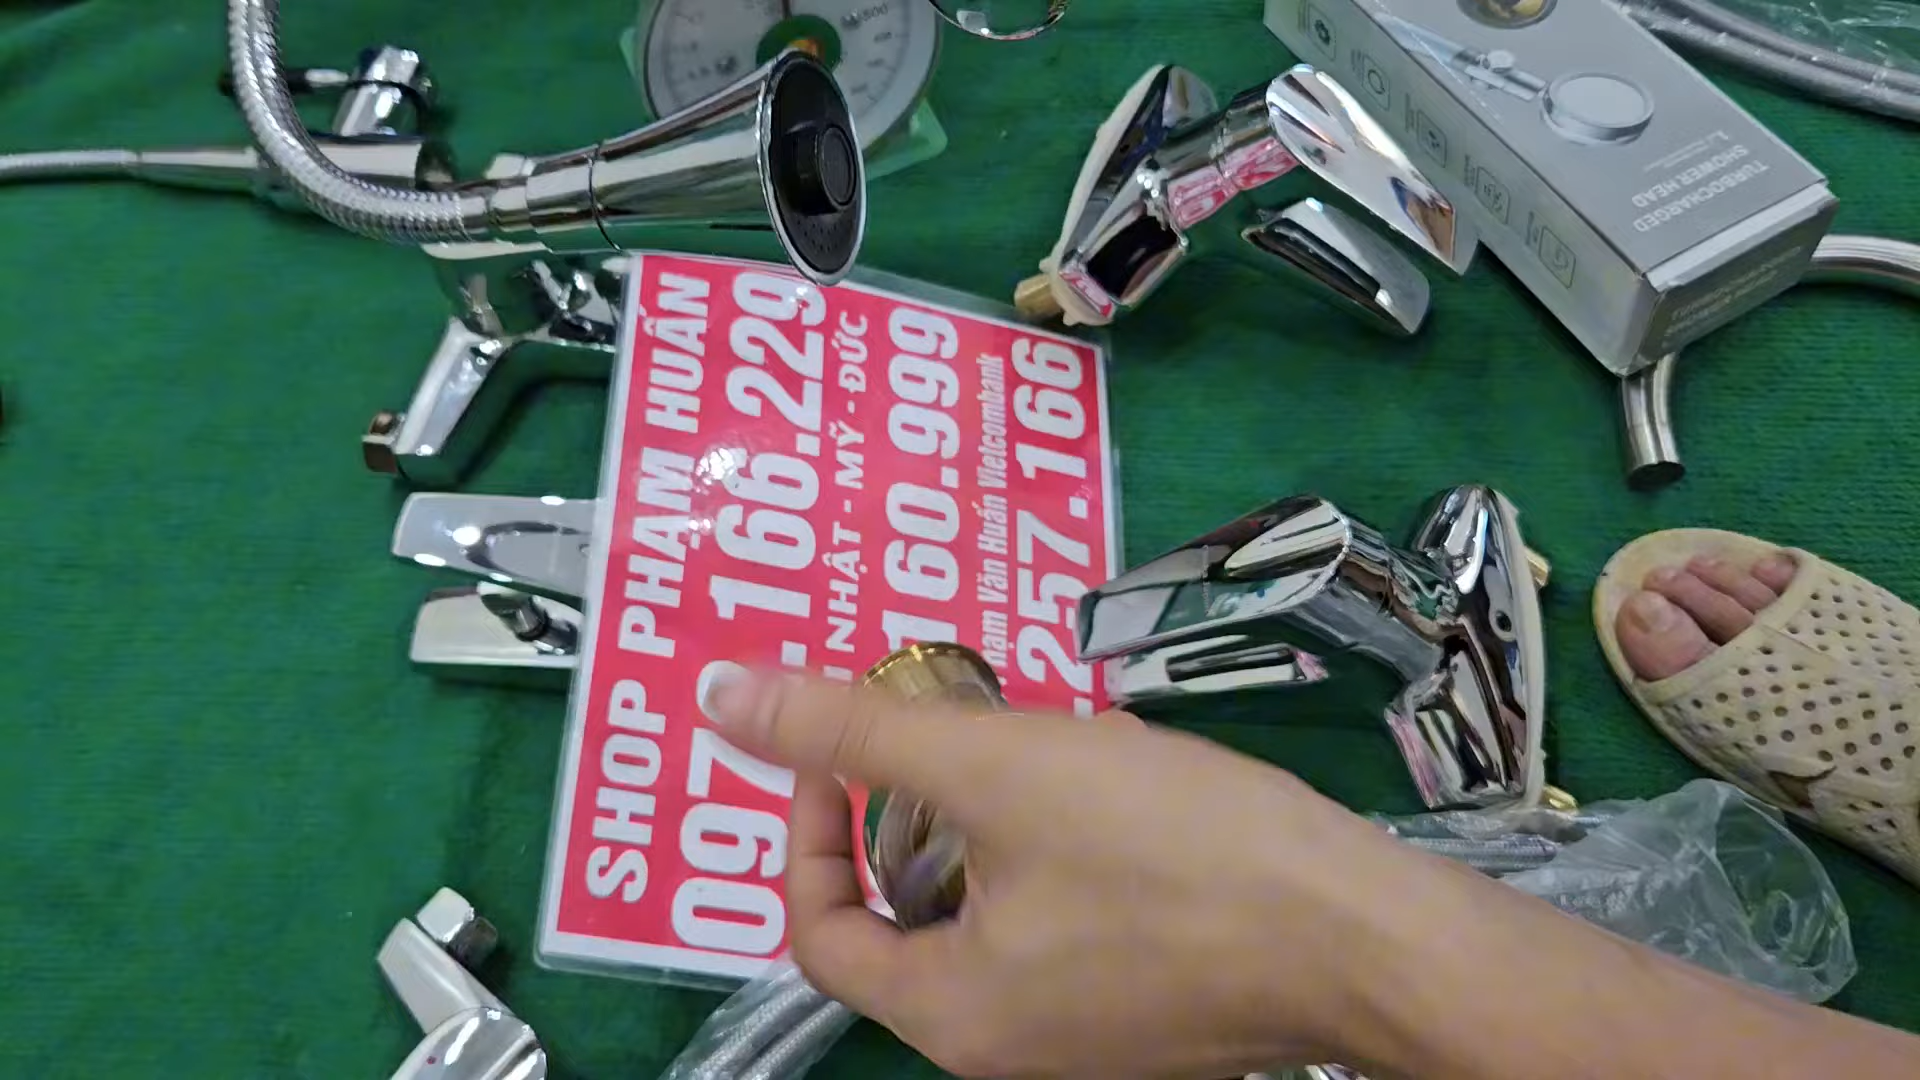 SHOP PHẠM HUẤN
097 .166.229
NHẬT - MỸ - ĐỨC
160.999
Phạm Văn Huấn Vietcombank
.257.166
TURBOCHARGED
SHOWER HEAD